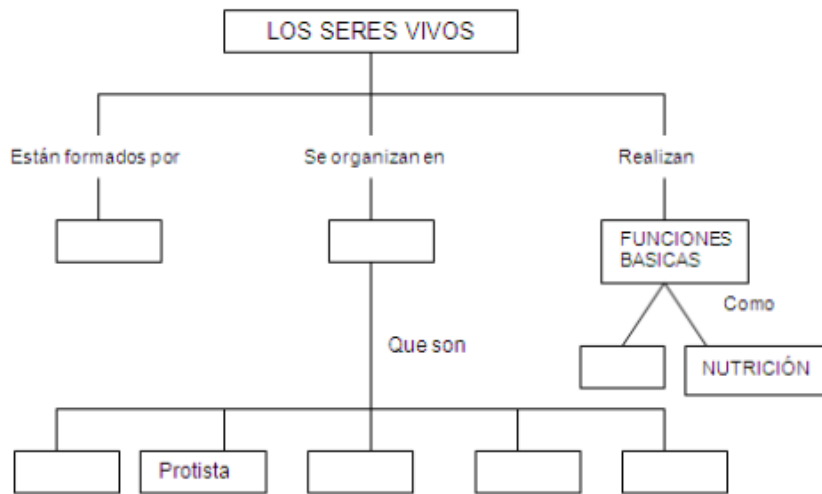 LOS SERES VIVOS
Están formados por
Se organizan en
Realizan
FUNCIONES
BASICAS
Como
Que son
NUTRICIÓN
Protista